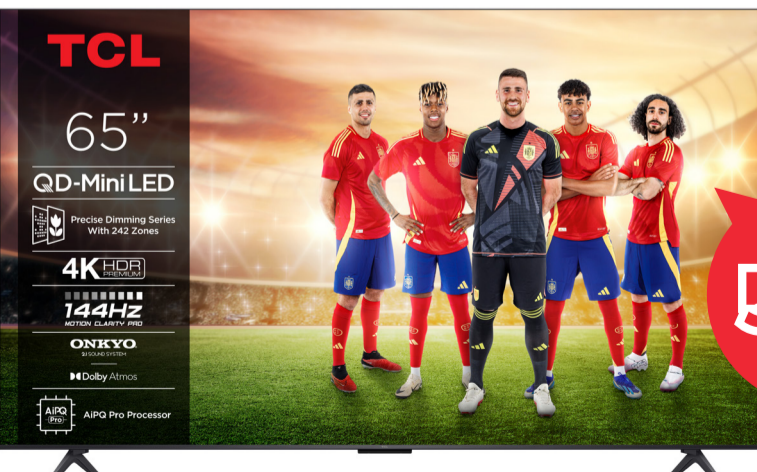 TCL
65”
QD-Mini LED
Precise Dimming Series
With 242 Zones
4K HDR
PREMIUM
144Hz
MOTION CLARITY PRO
ONKYO
2.1 SOUND SYSTEM
Dolby Atmos
AiPQ
Pro
AiPQ Pro Processor